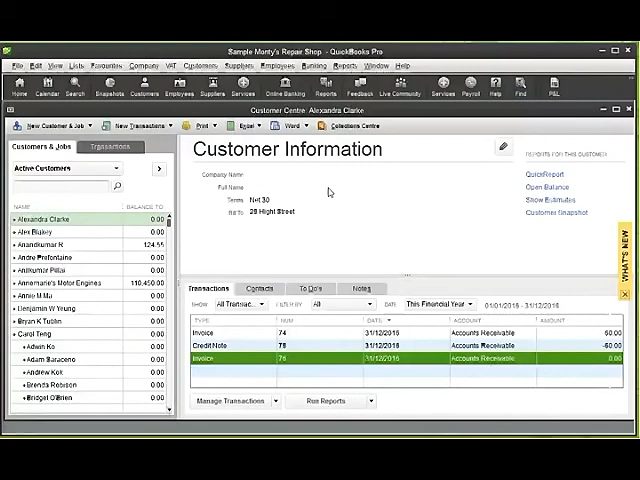 Sample Monty's Repair Shop - QuickBooks Pro
File Edit View Lists Favourites Company VAT Customers Suppliers Employees Banking Reports Window Help
Home Calendar Search Snapshots Customers Employees Suppliers Services Online Banking Reports Feedback Live Community Services Payroll Help Find P&L
Customer Centre: Alexandra Clarke
New Customer & Job New Transactions Print Excel Word Collections Centre
Customers & Jobs Transactions
Active Customers
NAME BALANCE TO
Alexandra Clarke 0.00
Alex Blakey 0.00
Anandkumar R 124.55
Andre Prefontaine 0.00
Anilkumar Pillai 0.00
Annemarie's Motor Engines 110,450.00
Annie M Ma 0.00
Benjamin W Yeung 0.00
Bryan K Tublin 0.00
Carol Teng 0.00
Adwin Ko 0.00
Adam Saraceno 0.00
Andrew Kok 0.00
Brenda Robison 0.00
Bridget O'Brien 0.00
Customer Information
Company Name
Full Name
Terms Net 30
Bill To 28 Hight Street
REPORTS FOR THIS CUSTOMER
QuickReport
Open Balance
Show Estimates
Customer Snapshot
WHAT'S NEW
Transactions Contacts To Do's Notes
SHOW All Transac... FILTER BY All DATE This Financial Year 01/01/2016 - 31/12/2016
TYPE NUM DATE ACCOUNT AMOUNT
Invoice 74 31/12/2016 Accounts Receivable 60.00
Credit Note 78 31/12/2016 Accounts Receivable -60.00
Invoice 76 31/12/2016 Accounts Receivable 0.00
Manage Transactions Run Reports